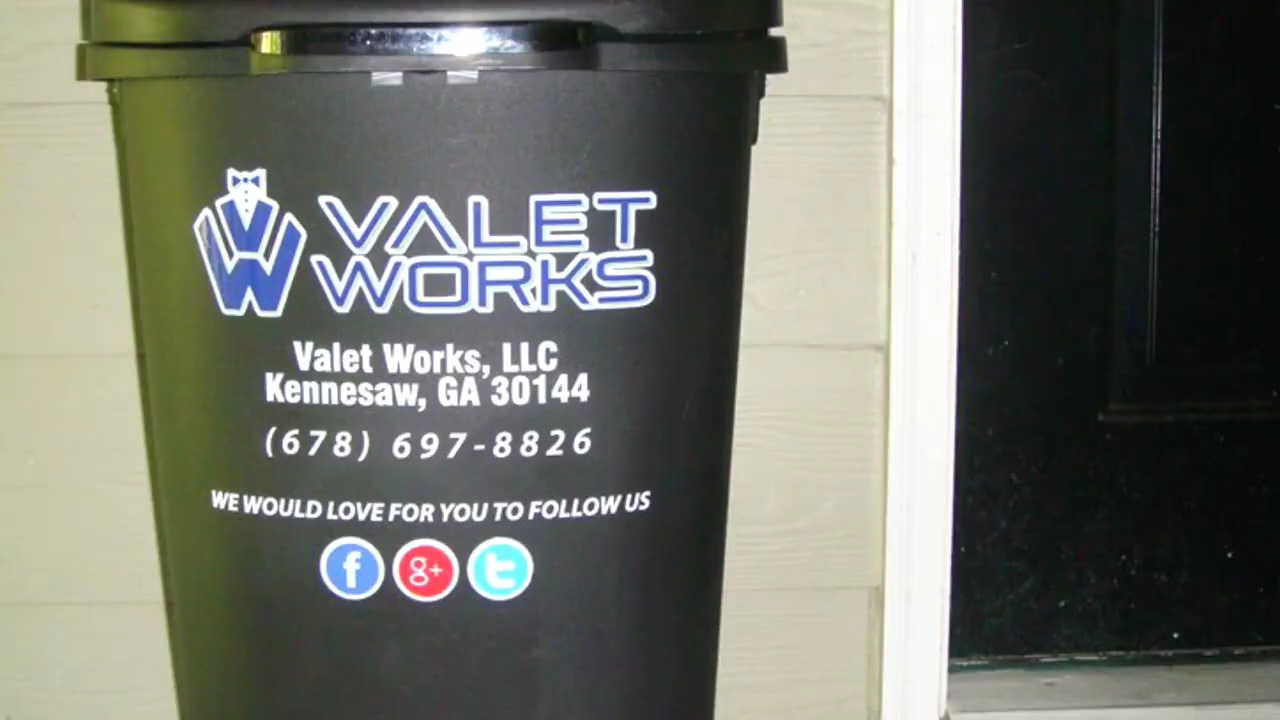 VALET
WORKS
Valet Works, LLC
Kennesaw, GA 30144
(678) 697-8826
WE WOULD LOVE FOR YOU TO FOLLOW US
f g+ t